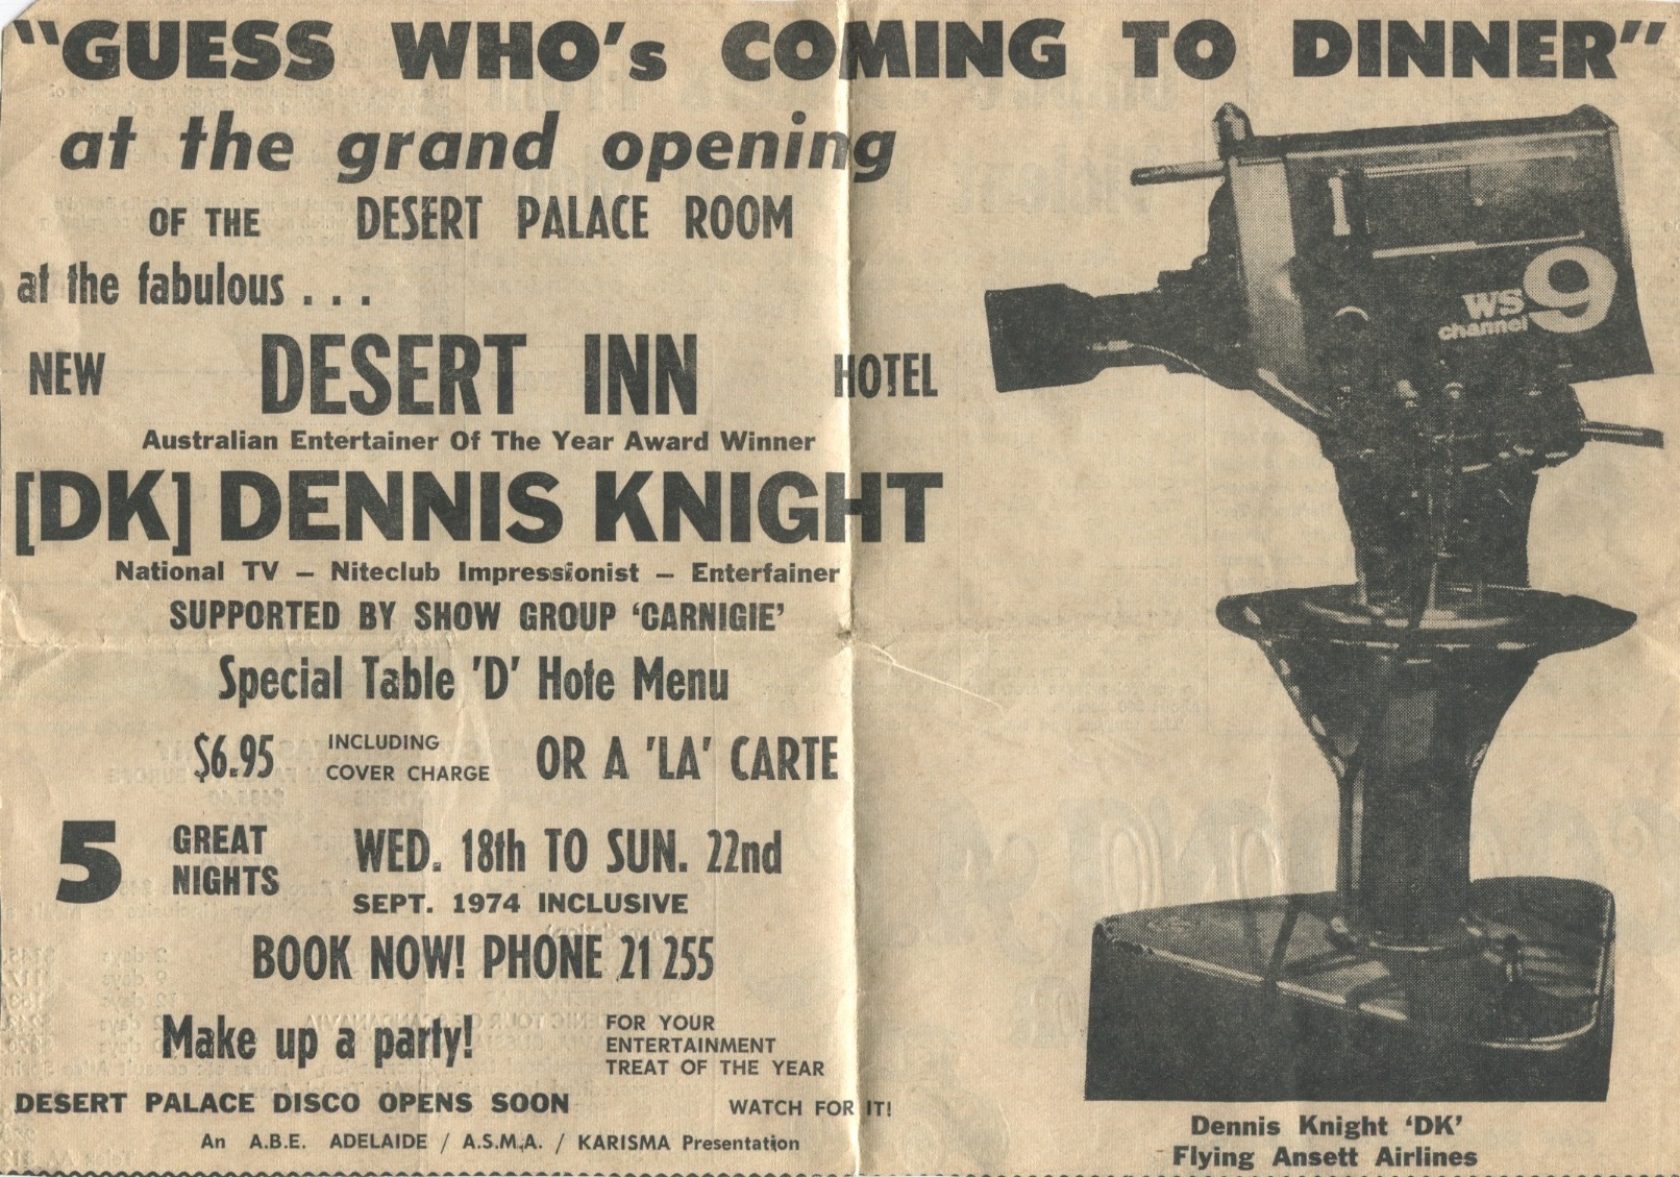 "GUESS WHO's COMING TO DINNER"
at the grand opening
OF THE DESERT PALACE ROOM
at the fabulous . . .
NEW DESERT INN HOTEL
Australian Entertainer Of The Year Award Winner
[DK] DENNIS KNIGHT
National TV – Niteclub Impressionist – Enterfainer
SUPPORTED BY SHOW GROUP 'CARNIGIE'
Special Table 'D' Hote Menu
$6.95 INCLUDING
COVER CHARGE OR A 'LA' CARTE
5 GREAT
NIGHTS WED. 18th TO SUN. 22nd
SEPT. 1974 INCLUSIVE
BOOK NOW! PHONE 21 255
Make up a party! FOR YOUR
ENTERTAINMENT
TREAT OF THE YEAR
DESERT PALACE DISCO OPENS SOON WATCH FOR IT!
An A.B.E. ADELAIDE / A.S.M.A. / KARISMA Presentation
WS
channel 9
Dennis Knight 'DK'
Flying Ansett Airlines